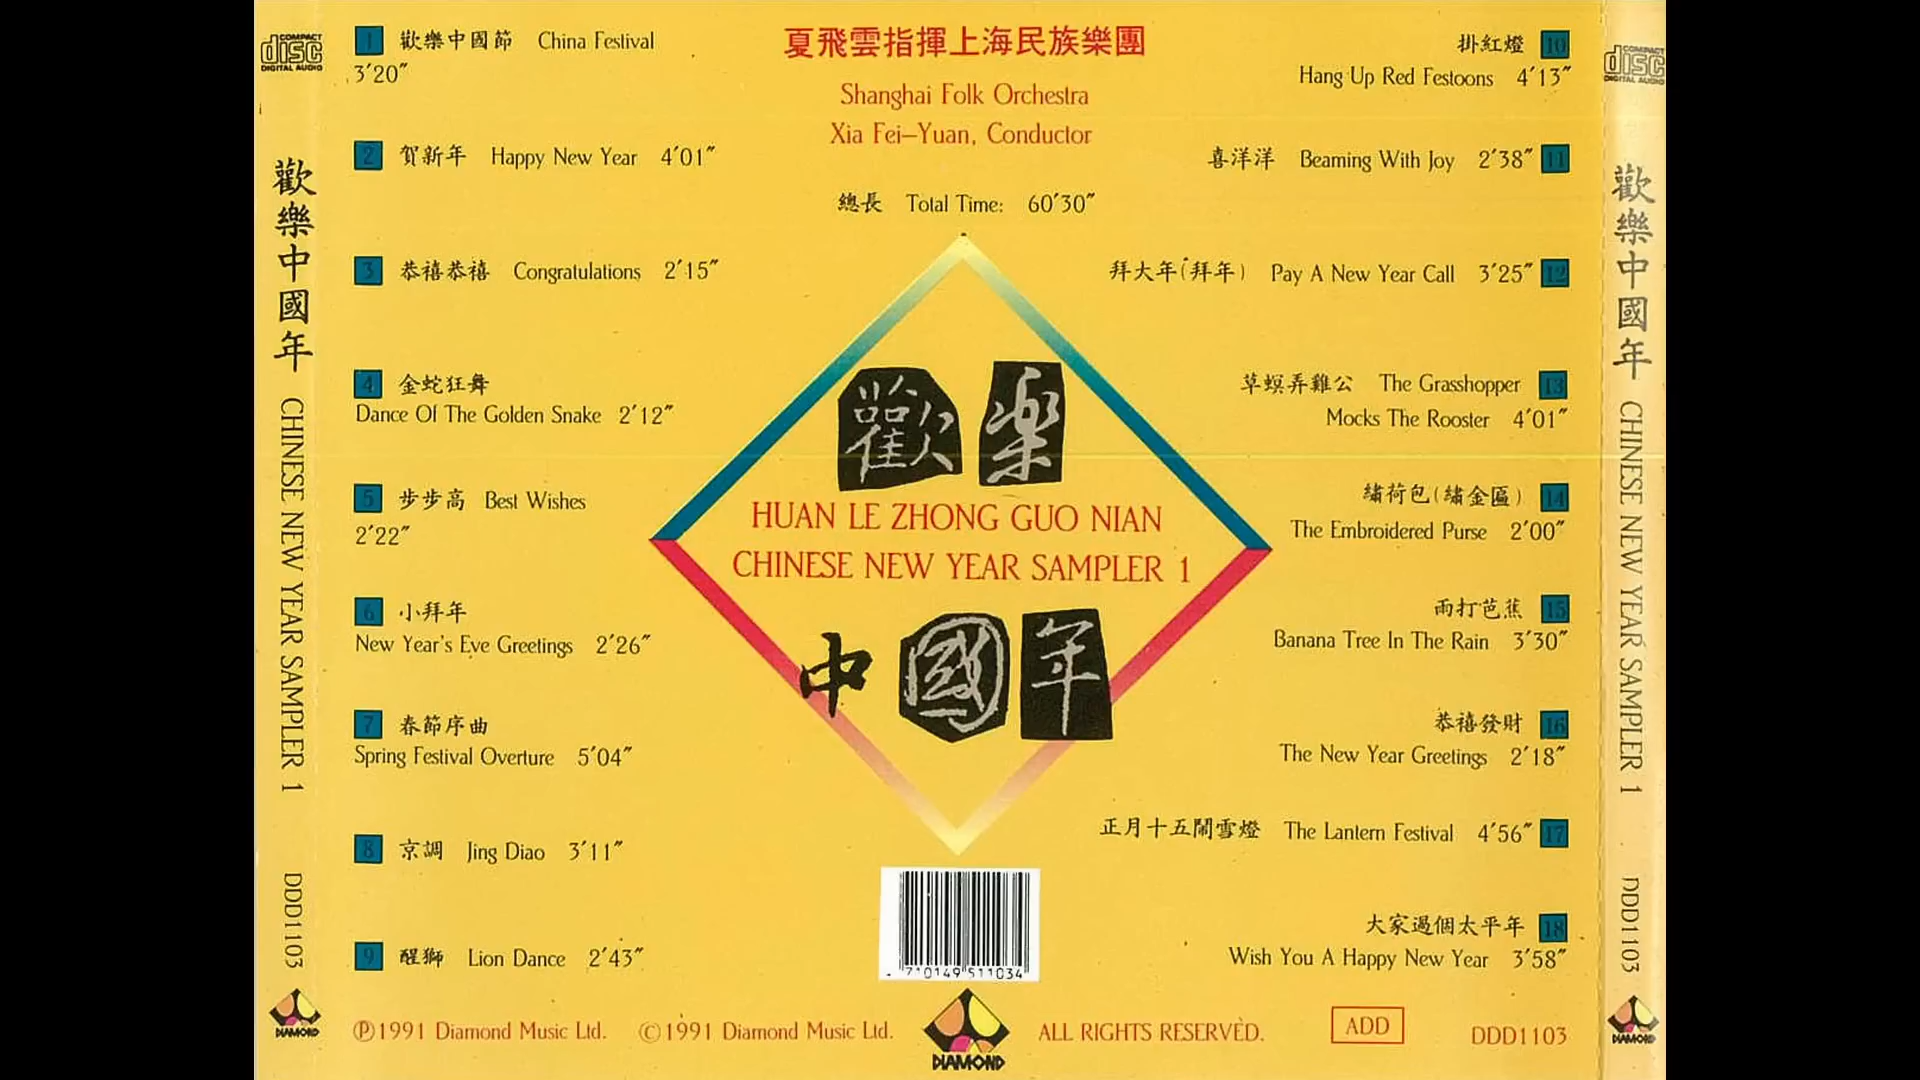 COMPACT
disc
DIGITAL AUDIO
歡樂中國年 CHINESE NEW YEAR SAMPLER 1 DDD1103
DIAMOND
1 歡樂中國節 China Festival
3′20″
2 賀新年 Happy New Year 4′01″
3 恭禧恭禧 Congratulations 2′15″
4 金蛇狂舞
Dance Of The Golden Snake 2′12″
5 步步高 Best Wishes
2′22″
6 小拜年
New Year's Eve Greetings 2′26″
7 春節序曲
Spring Festival Overture 5′04″
8 京調 Jing Diao 3′11″
9 醒獅 Lion Dance 2′43″
夏飛雲指揮上海民族樂團
Shanghai Folk Orchestra
Xia Fei–Yuan, Conductor
總長 Total Time: 60′30″
歡樂
HUAN LE ZHONG GUO NIAN
CHINESE NEW YEAR SAMPLER 1
中國年
掛紅燈 10
Hang Up Red Festoons 4′13″
喜洋洋 Beaming With Joy 2′38″ 11
拜大年(拜年) Pay A New Year Call 3′25″ 12
草螟弄雞公 The Grasshopper 13
Mocks The Rooster 4′01″
繡荷包(繡金匾) 14
The Embroidered Purse 2′00″
雨打芭蕉 15
Banana Tree In The Rain 3′30″
恭禧發財 16
The New Year Greetings 2′18″
正月十五鬧雪燈 The Lantern Festival 4′56″ 17
大家過個太平年 18
Wish You A Happy New Year 3′58″
7 10149 51103 4
Ⓟ1991 Diamond Music Ltd. ©1991 Diamond Music Ltd.
DIAMOND
ALL RIGHTS RESERVED.
ADD
DDD1103
COMPACT
disc
DIGITAL AUDIO
歡樂中國年 CHINESE NEW YEAR SAMPLER 1 DDD1103
DIAMOND